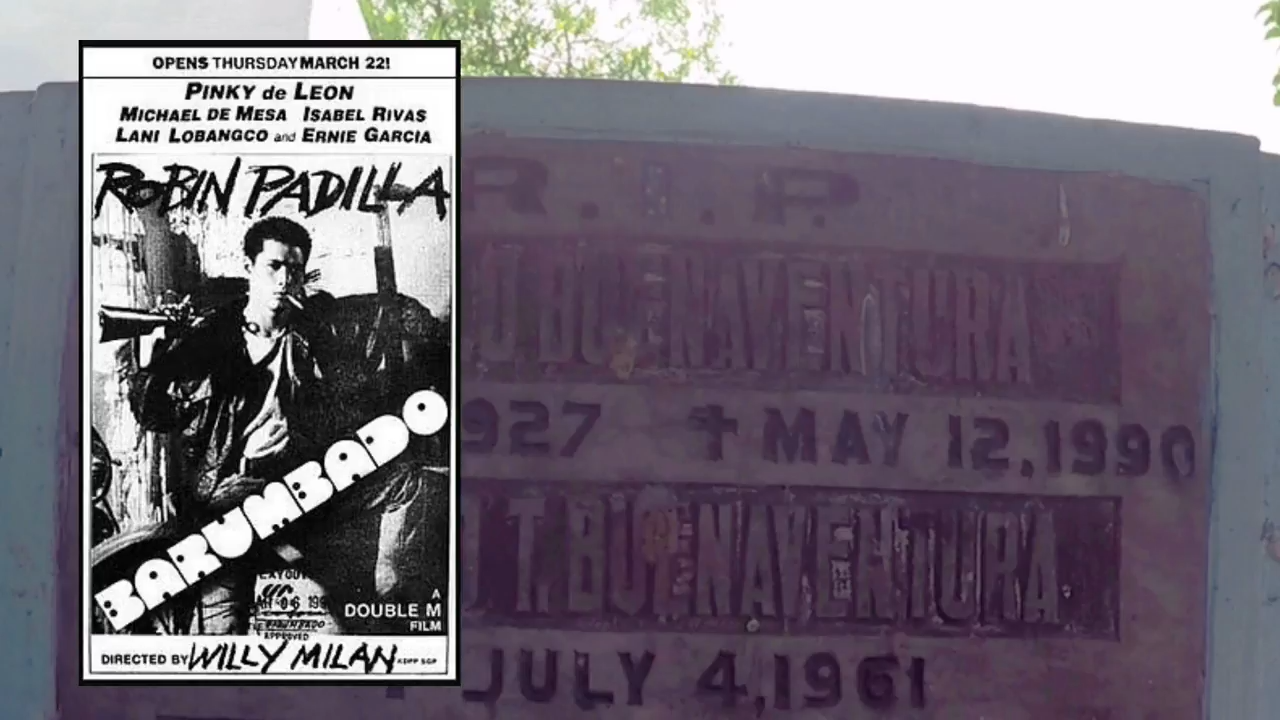 OPENS THURSDAY MARCH 22!
PINKY de LEON
MICHAEL DE MESA ISABEL RIVAS
LANI LOBANGCO and ERNIE GARCIA
ROBIN PADILLA
BARUMBADO
A
DOUBLE M
FILM
APPROVED
DIRECTED BY WILLY MILAN
R.I.P.
BUENAVENTURA
927 ✝ MAY 12,1990
T. BUENAVENTURA
JULY 4,1961